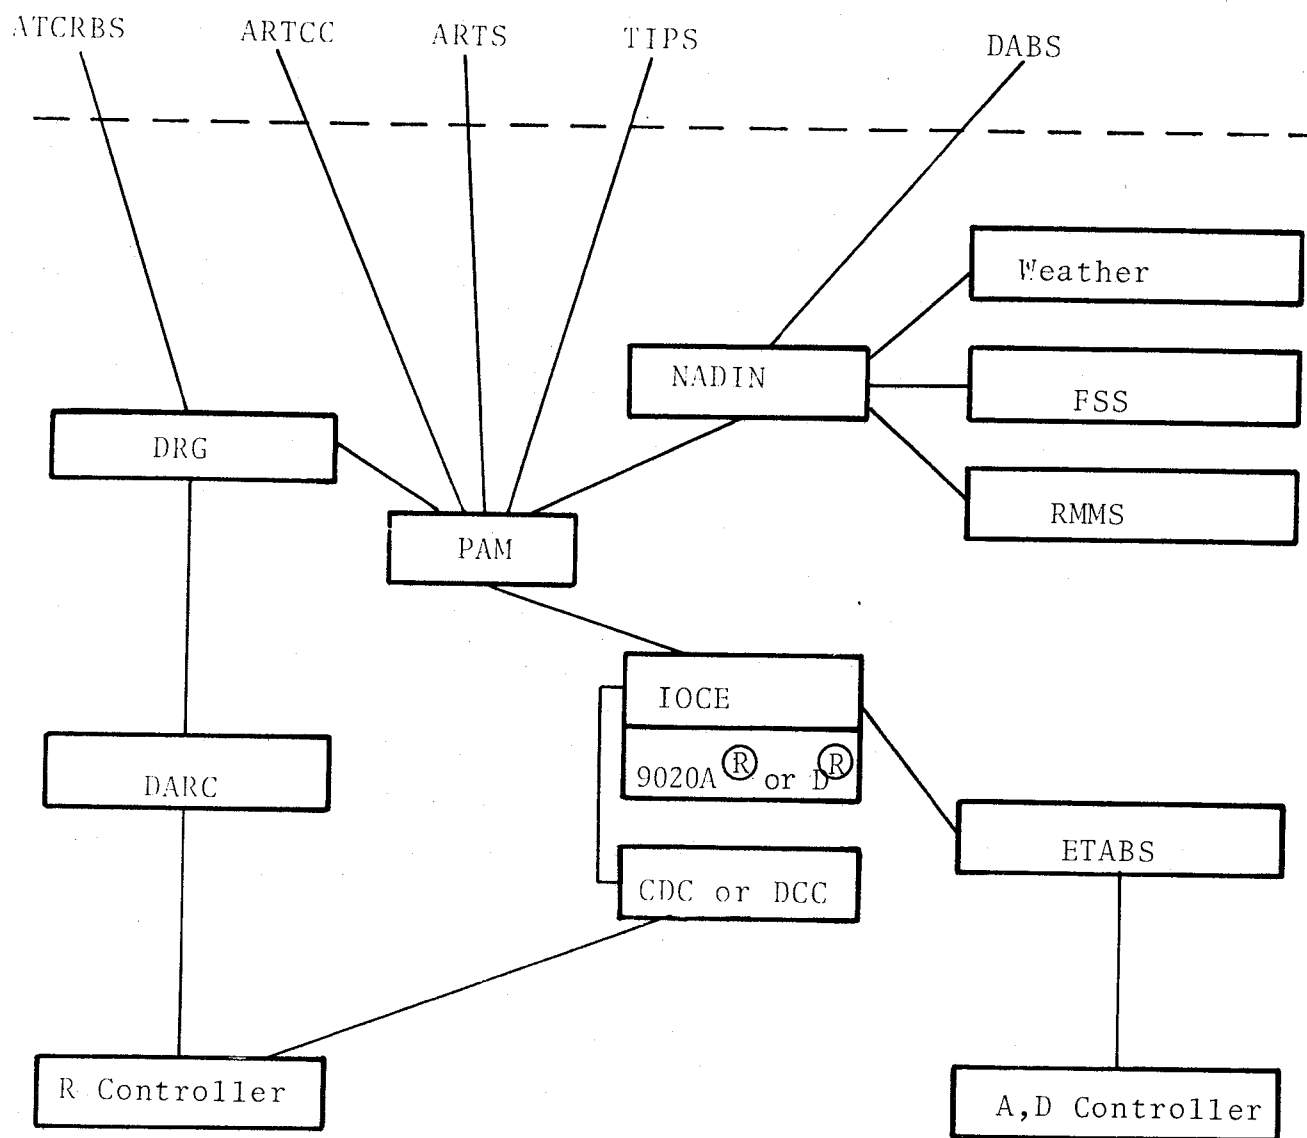 ATCRBS
ARTCC
ARTS
TIPS
DABS
Weather
NADIN
FSS
DRG
RMMS
PAM
IOCE
9020A ® or D®
DARC
ETABS
CDC or DCC
R Controller
A,D Controller